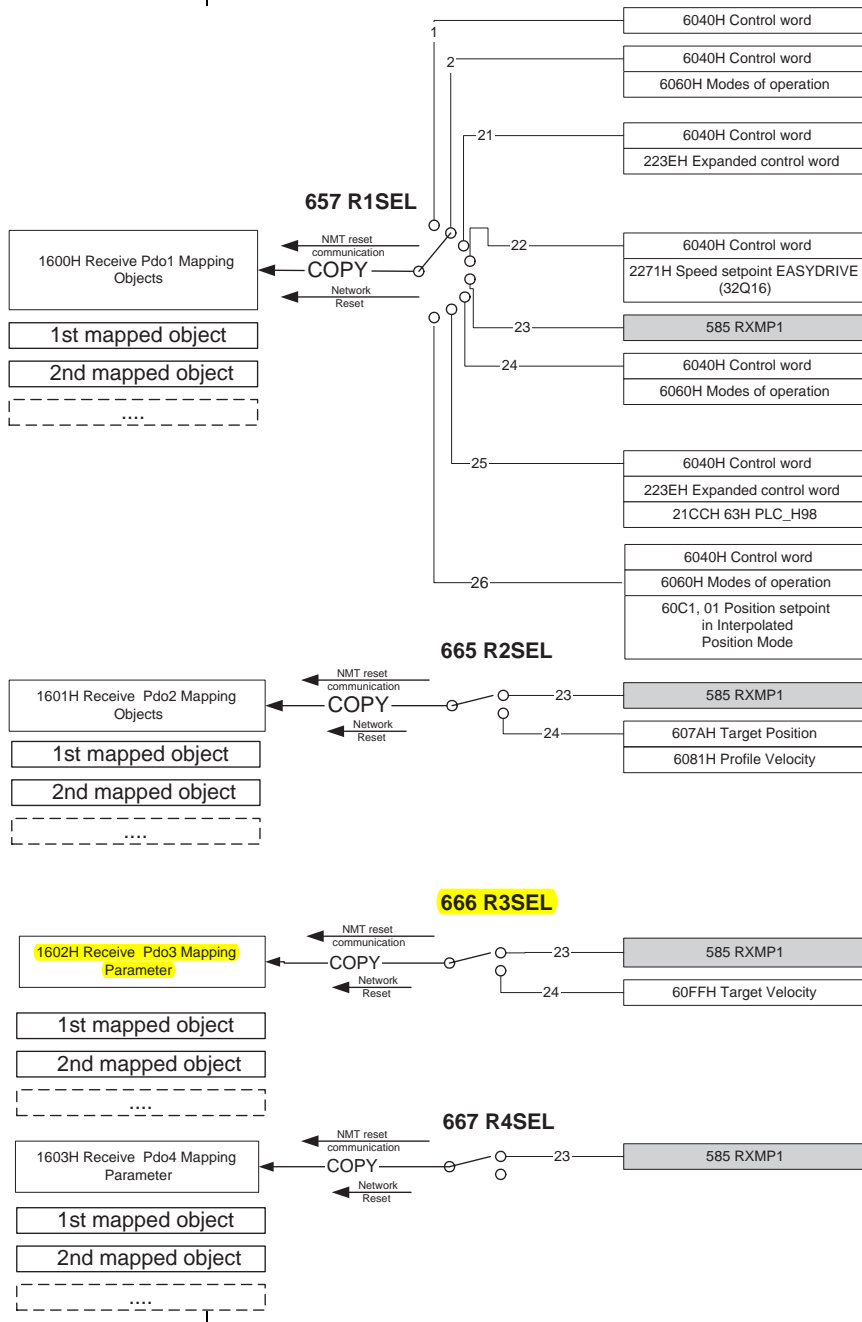 1
6040H Control word
2
6040H Control word
6060H Modes of operation
21
6040H Control word
223EH Expanded control word
657 R1SEL
1600H Receive Pdo1 Mapping
Objects
NMT reset
communication
COPY
Network
Reset
22
6040H Control word
2271H Speed setpoint EASYDRIVE
(32Q16)
1st mapped object
2nd mapped object
....
23
585 RXMP1
24
6040H Control word
6060H Modes of operation
25
6040H Control word
223EH Expanded control word
21CCH 63H PLC_H98
26
6040H Control word
6060H Modes of operation
60C1, 01 Position setpoint
in Interpolated
Position Mode
665 R2SEL
1601H Receive Pdo2 Mapping
Objects
NMT reset
communication
COPY
Network
Reset
23
585 RXMP1
24
607AH Target Position
6081H Profile Velocity
1st mapped object
2nd mapped object
....
666 R3SEL
1602H Receive Pdo3 Mapping
Parameter
NMT reset
communication
COPY
Network
Reset
23
585 RXMP1
24
60FFH Target Velocity
1st mapped object
2nd mapped object
....
667 R4SEL
1603H Receive Pdo4 Mapping
Parameter
NMT reset
communication
COPY
Network
Reset
23
585 RXMP1
1st mapped object
2nd mapped object
....